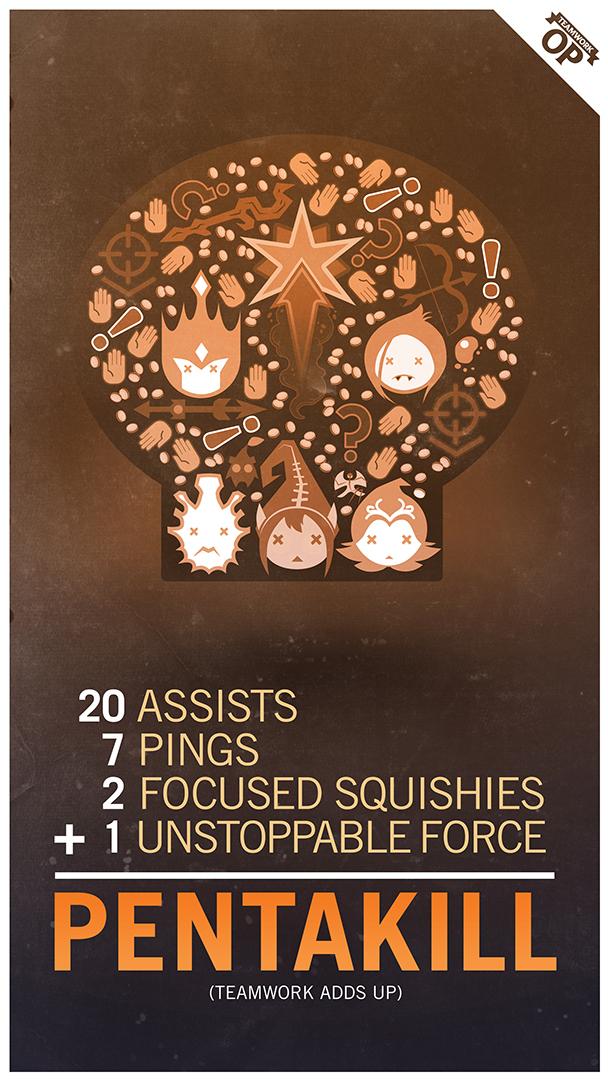 TEAMWORK
OP
20 ASSISTS
7 PINGS
2 FOCUSED SQUISHIES
+ 1 UNSTOPPABLE FORCE
PENTAKILL
(TEAMWORK ADDS UP)